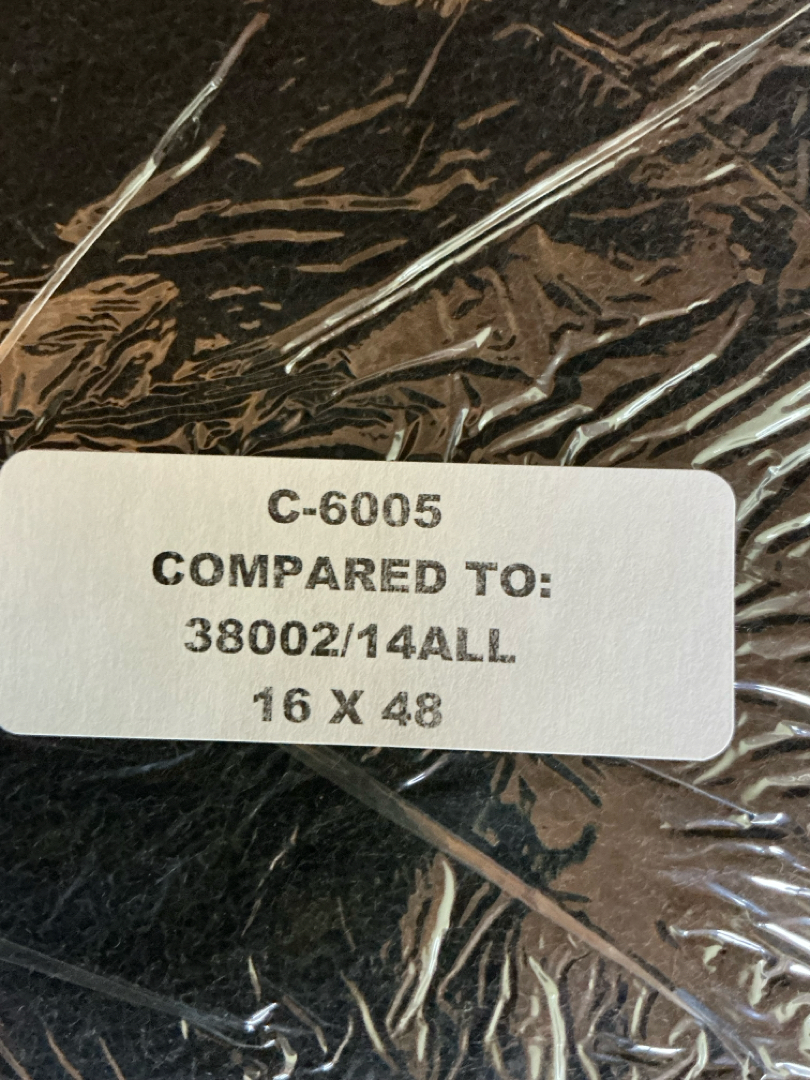 C-6005
COMPARED TO:
38002/14ALL
16 X 48